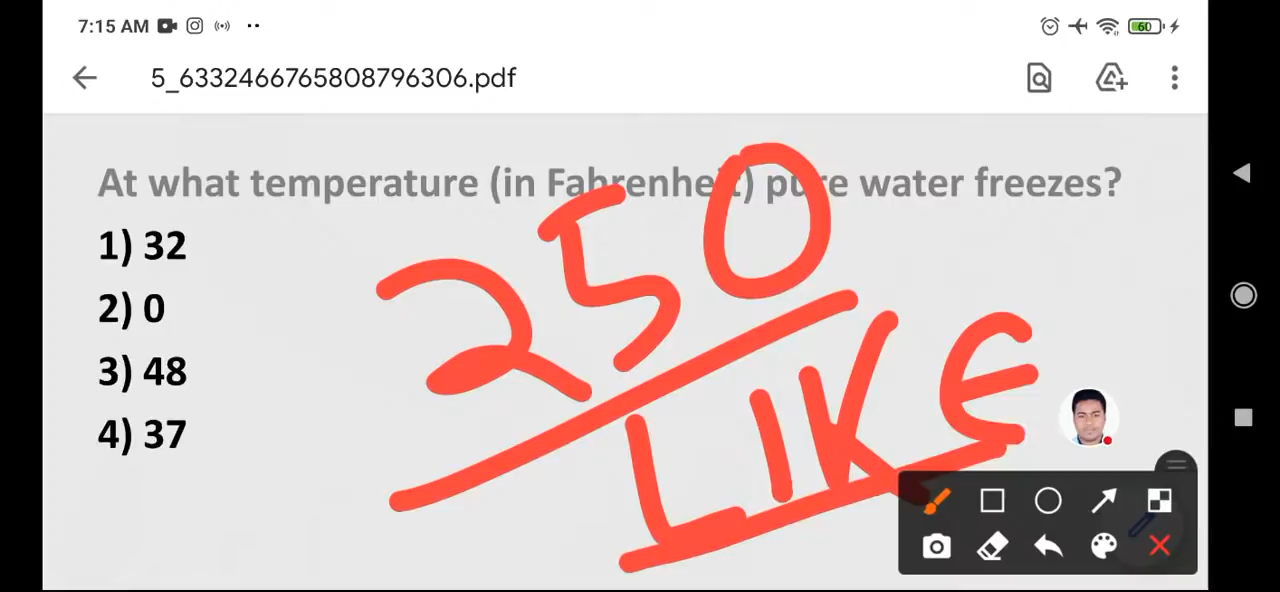 7:15 AM
60
5_6332466765808796306.pdf
At what temperature (in Fahrenheit) pure water freezes?
1) 32
2) 0
3) 48
4) 37
250
LIKE